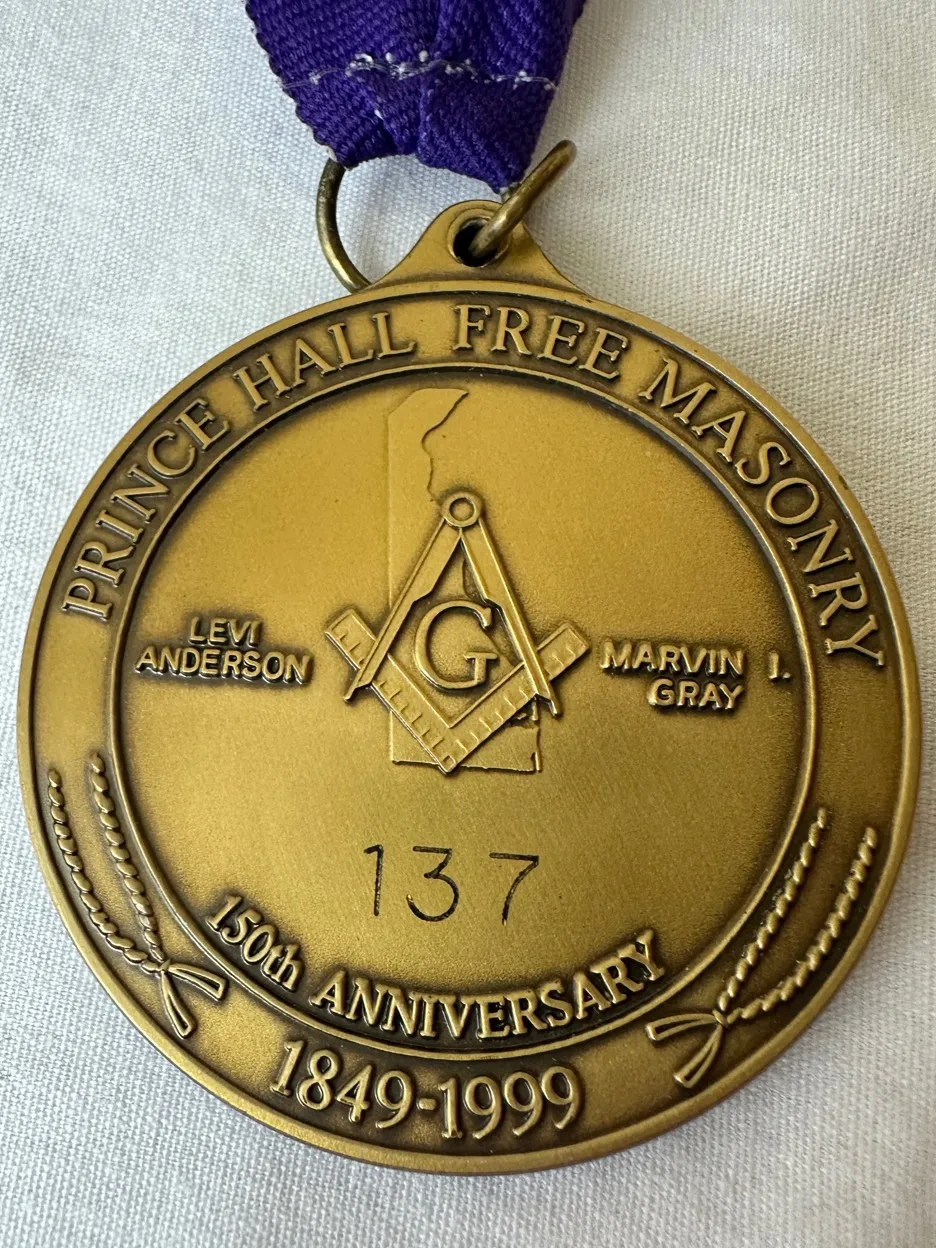 PRINCE HALL FREE MASONRY
LEVI
ANDERSON
G
MARVIN I.
GRAY
137
150th ANNIVERSARY
1849-1999